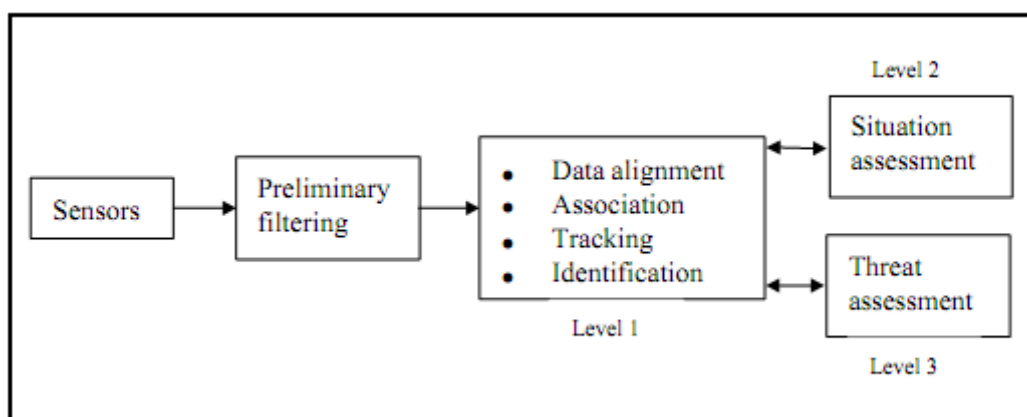 Sensors
Preliminary
filtering
• Data alignment
• Association
• Tracking
• Identification
Level 1
Level 2
Situation
assessment
Threat
assessment
Level 3